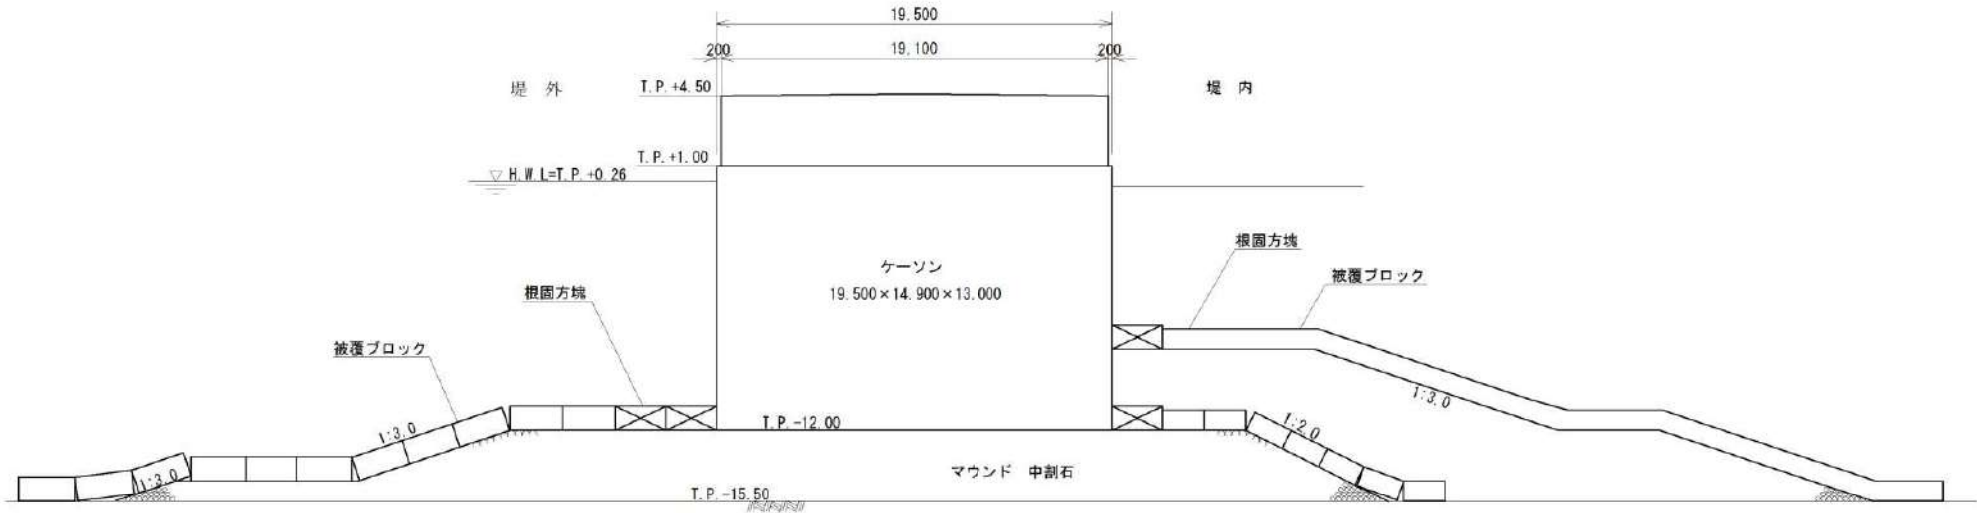 19.500
200
19.100
200
堤 外
T.P.+4.50
堤 内
T.P.+1.00
H.W.L=T.P.+0.26
根固方塊
被覆ブロック
ケーソン
19.500×14.900×13.000
根固方塊
被覆ブロック
1:3.0
T.P.-12.00
1:3.0
1:2.0
1:3.0
マウンド 中割石
T.P.-15.50